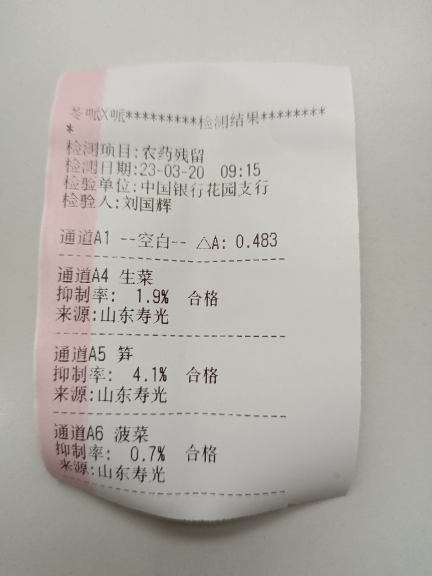 *********检测结果********
*
检测项目:农药残留
检测日期:23-03-20 09:15
检验单位:中国银行花园支行
检验人:刘国辉
通道A1 --空白-- △A: 0.483
通道A4 生菜
抑制率: 1.9% 合格
来源:山东寿光
通道A5 笋
抑制率: 4.1% 合格
来源:山东寿光
通道A6 菠菜
抑制率: 0.7% 合格
来源:山东寿光